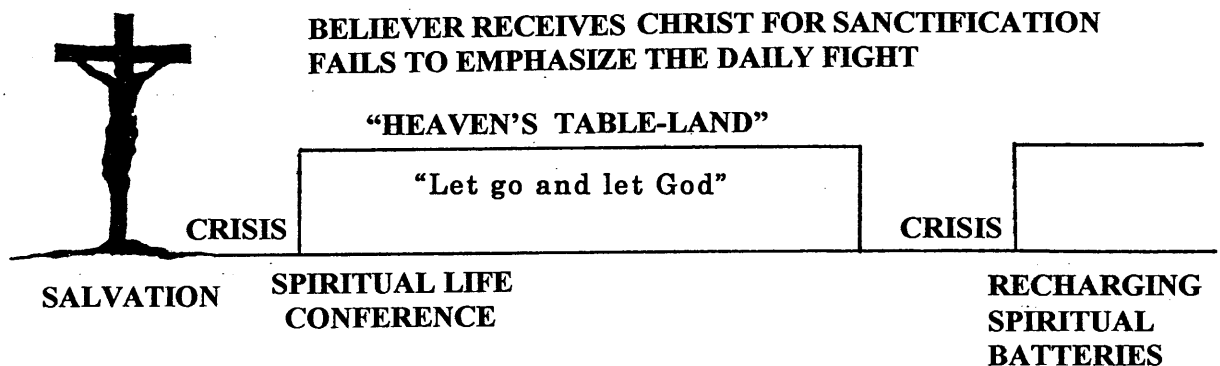 BELIEVER RECEIVES CHRIST FOR SANCTIFICATION
FAILS TO EMPHASIZE THE DAILY FIGHT
“HEAVEN’S TABLE-LAND”
“Let go and let God”
CRISIS
CRISIS
SALVATION
SPIRITUAL LIFE
CONFERENCE
RECHARGING
SPIRITUAL
BATTERIES